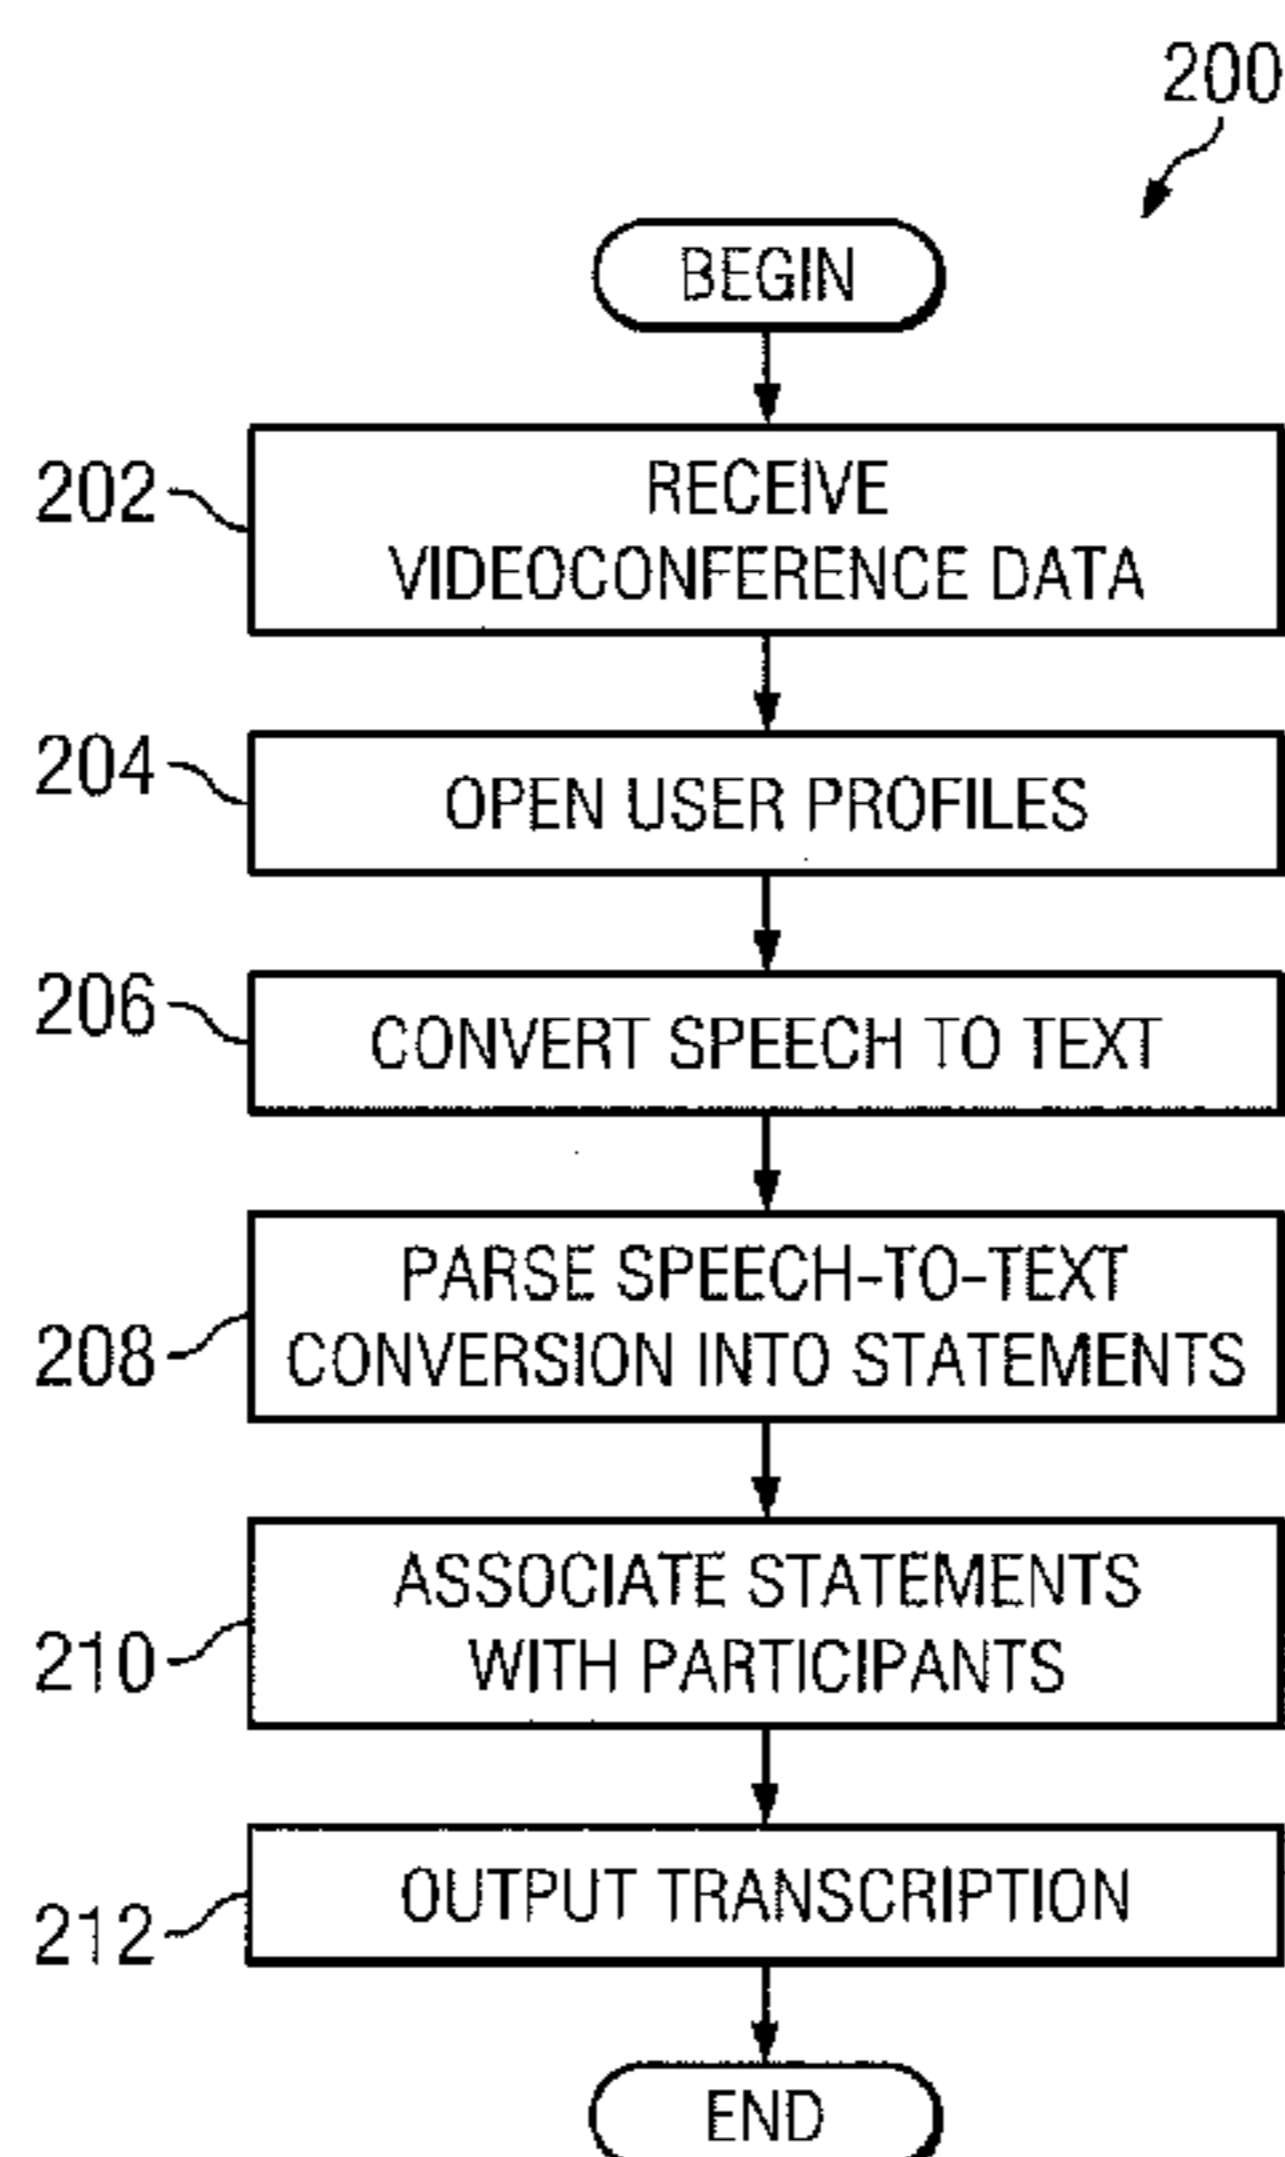 200
BEGIN
202
RECEIVE
VIDEOCONFERENCE DATA
204
OPEN USER PROFILES
206
CONVERT SPEECH TO TEXT
208
PARSE SPEECH-TO-TEXT
CONVERSION INTO STATEMENTS
210
ASSOCIATE STATEMENTS
WITH PARTICIPANTS
212
OUTPUT TRANSCRIPTION
END